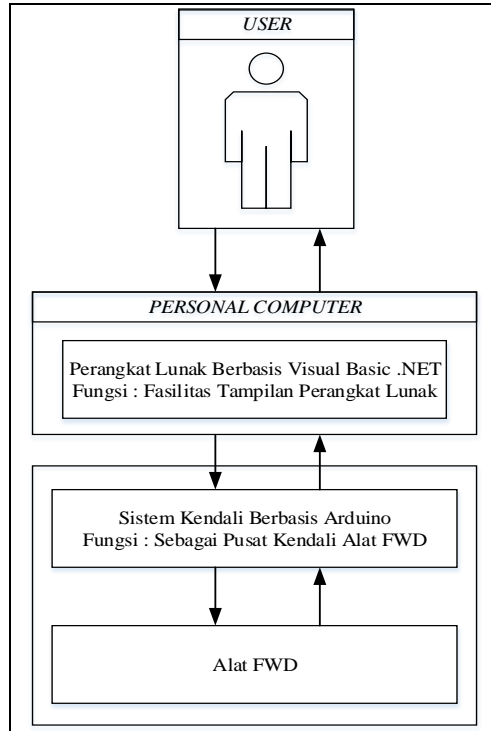 USER
PERSONAL COMPUTER
Perangkat Lunak Berbasis Visual Basic .NET
Fungsi : Fasilitas Tampilan Perangkat Lunak
Sistem Kendali Berbasis Arduino
Fungsi : Sebagai Pusat Kendali Alat FWD
Alat FWD